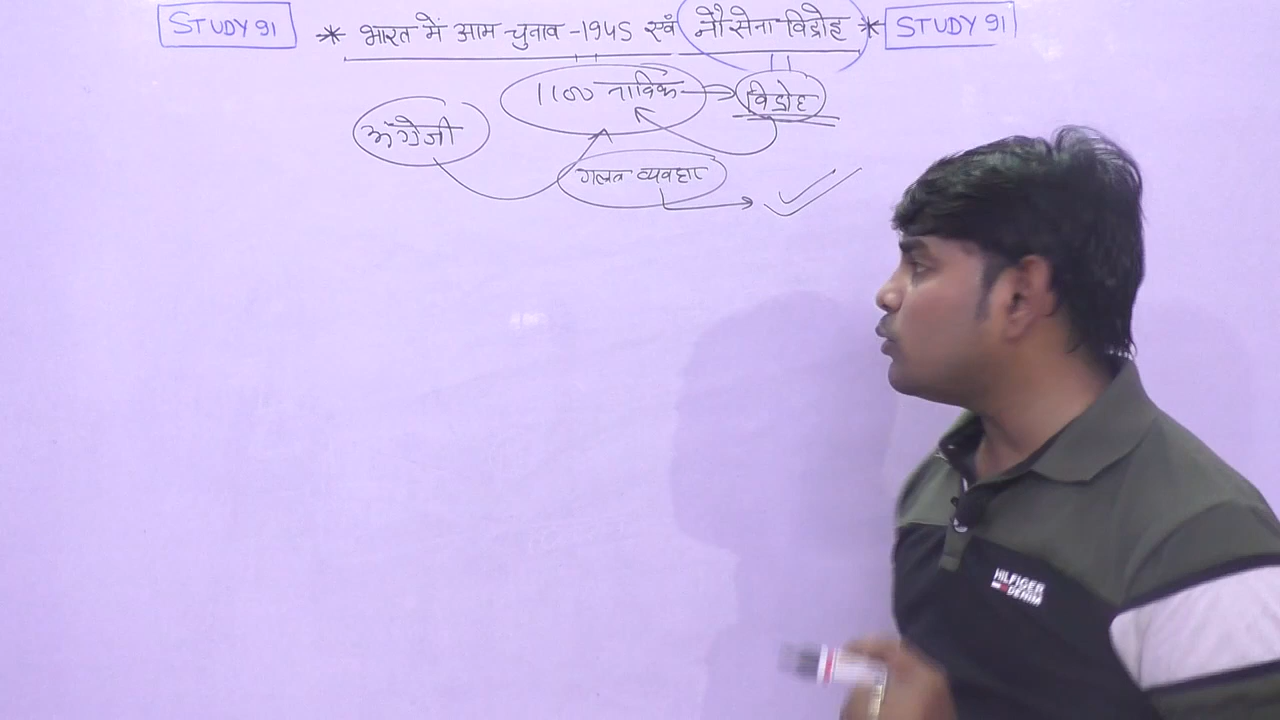 STUDY 91 * भारत में आम चुनाव -1945 एवं नौसेना विद्रोह * STUDY 91
1100 नाविक विद्रोह
अंग्रेजी
गलत व्यवहार
HILFIGER
DENIM